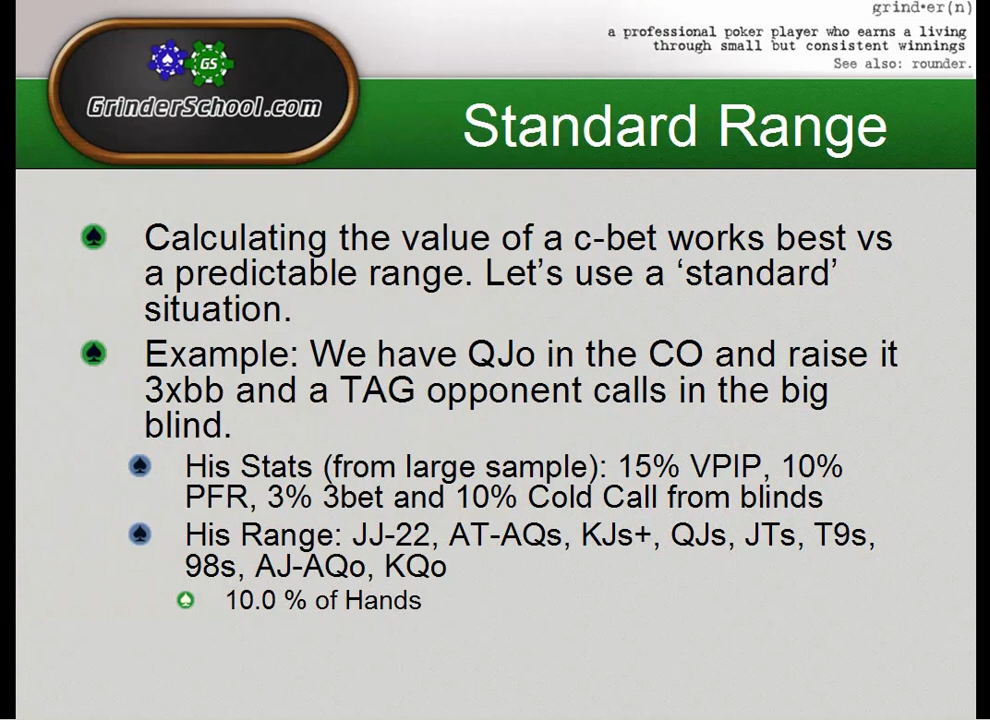 grind•er(n)
a professional poker player who earns a living
through small but consistent winnings
See also: rounder.
GS
GrinderSchool.com
Standard Range
Calculating the value of a c-bet works best vs
a predictable range. Let's use a ‘standard’
situation.
Example: We have QJo in the CO and raise it
3xbb and a TAG opponent calls in the big
blind.
His Stats (from large sample): 15% VPIP, 10%
PFR, 3% 3bet and 10% Cold Call from blinds
His Range: JJ-22, AT-AQs, KJs+, QJs, JTs, T9s,
98s, AJ-AQo, KQo
10.0 % of Hands